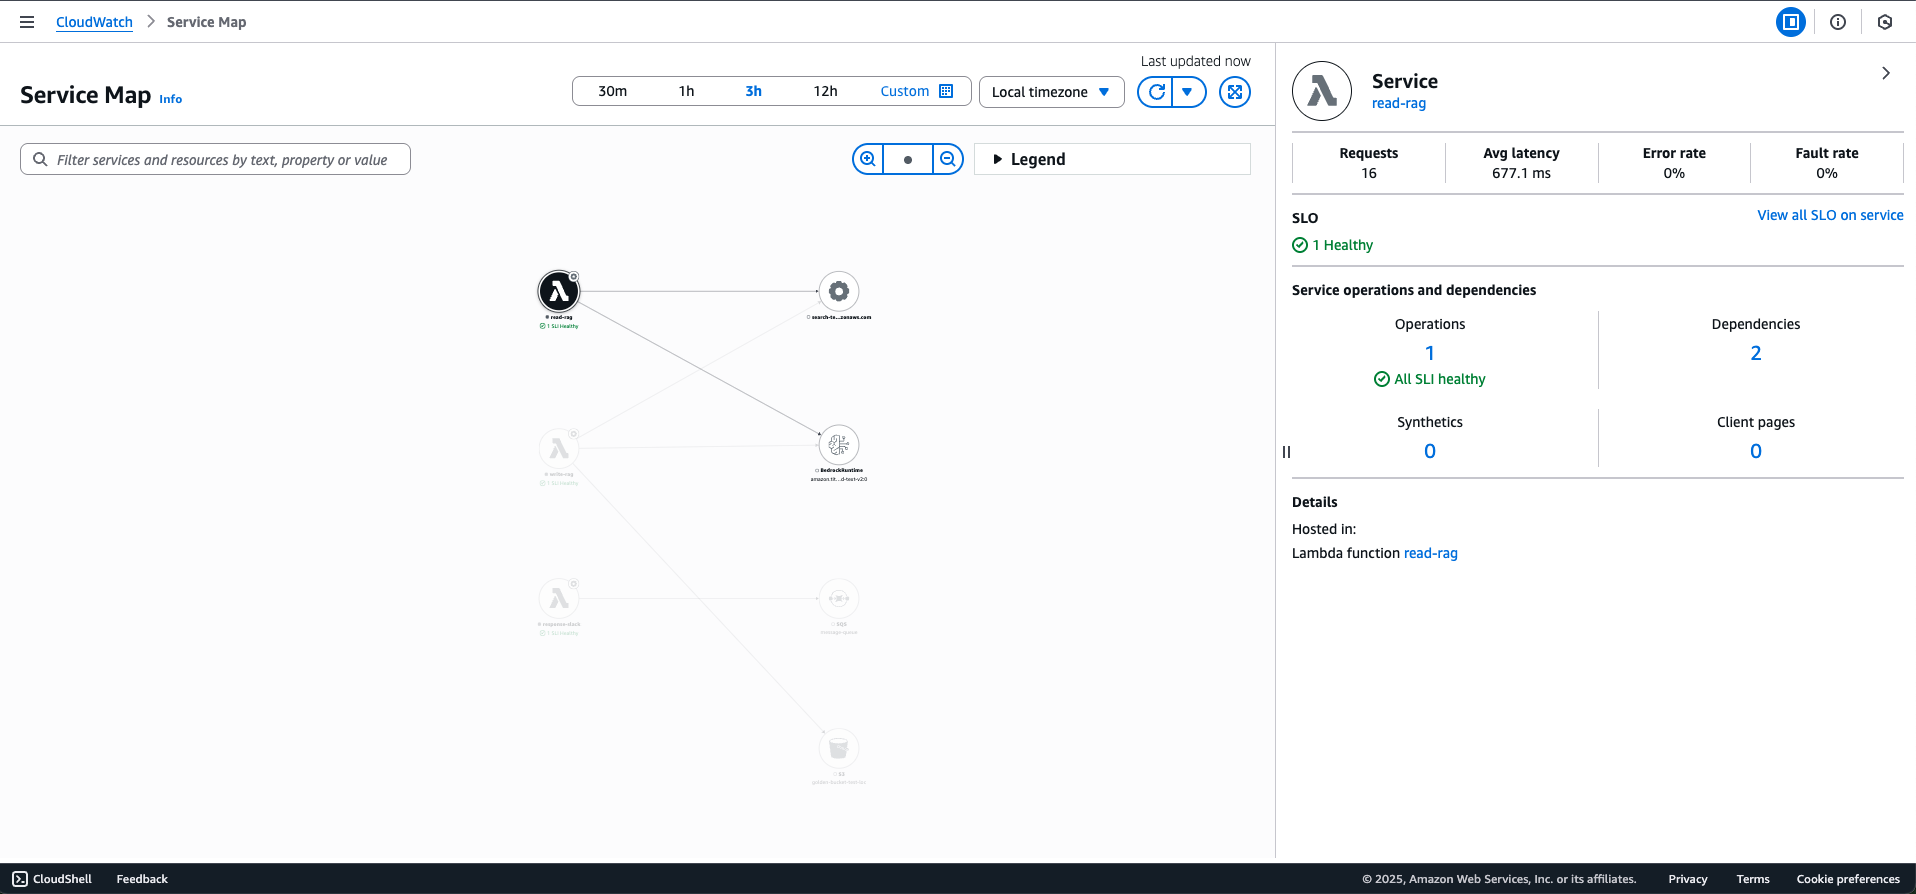 CloudWatch > Service Map
Last updated now
Service Map Info
30m 1h 3h 12h Custom
Local timezone
Filter services and resources by text, property or value
Legend
read-rag
1 SLI Healthy
search-te...zonaws.com
write-rag
1 SLI Healthy
BedrockRuntime
amazon.tit...d-text-v2:0
response-slack
1 SLI Healthy
SQS
message-queue
S3
Service
read-rag
Requests
16
Avg latency
677.1 ms
Error rate
0%
Fault rate
0%
SLO
View all SLO on service
1 Healthy
Service operations and dependencies
Operations
1
All SLI healthy
Dependencies
2
Synthetics
0
Client pages
0
Details
Hosted in:
Lambda function read-rag
CloudShell Feedback © 2025, Amazon Web Services, Inc. or its affiliates. Privacy Terms Cookie preferences